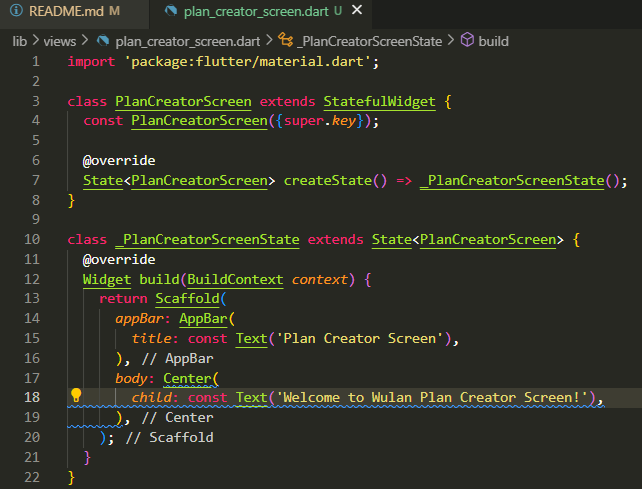 README.md M plan_creator_screen.dart U
lib > views > plan_creator_screen.dart > _PlanCreatorScreenState > build
1 import 'package:flutter/material.dart';
2
3 class PlanCreatorScreen extends StatefulWidget {
4 const PlanCreatorScreen({super.key});
5
6 @override
7 State<PlanCreatorScreen> createState() => _PlanCreatorScreenState();
8 }
9
10 class _PlanCreatorScreenState extends State<PlanCreatorScreen> {
11 @override
12 Widget build(BuildContext context) {
13 return Scaffold(
14 appBar: AppBar(
15 title: const Text('Plan Creator Screen'),
16 ), // AppBar
17 body: Center(
18 child: const Text('Welcome to Wulan Plan Creator Screen!'),
19 ), // Center
20 ); // Scaffold
21 }
22 }